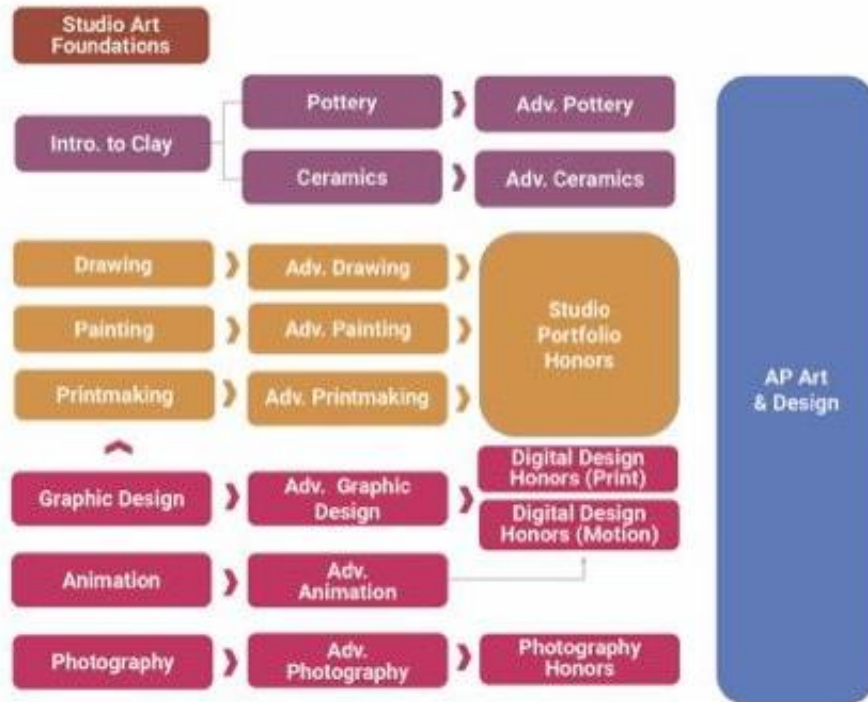 Studio Art
Foundations
Intro. to Clay
Pottery
Adv. Pottery
Ceramics
Adv. Ceramics
Drawing
Adv. Drawing
Painting
Adv. Painting
Printmaking
Adv. Printmaking
Studio
Portfolio
Honors
Graphic Design
Adv. Graphic
Design
Digital Design
Honors (Print)
Digital Design
Honors (Motion)
Animation
Adv.
Animation
Photography
Adv.
Photography
Photography
Honors
AP Art
& Design